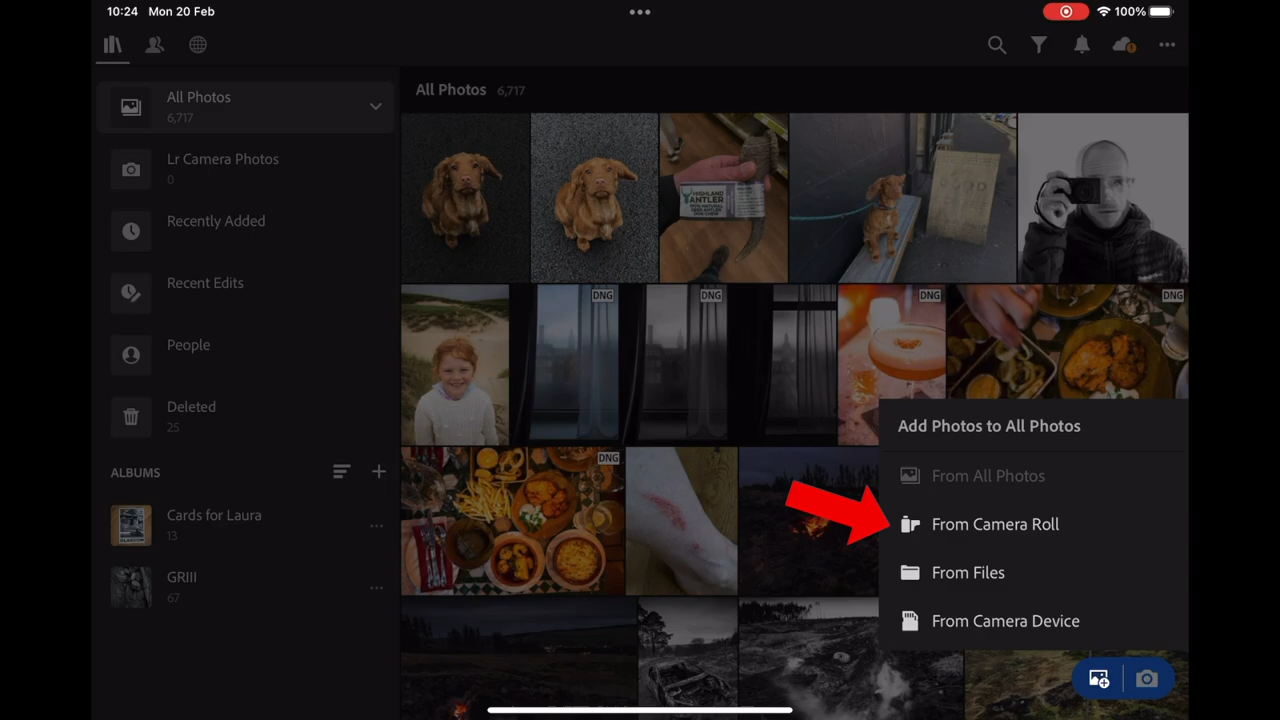 10:24 Mon 20 Feb
100%
All Photos
6,717
Lr Camera Photos
0
Recently Added
Recent Edits
People
Deleted
25
ALBUMS
Cards for Laura
13
GRIII
67
All Photos 6,717
HIGHLAND
ANTLER
DNG
DNG
DNG
DNG
DNG
Add Photos to All Photos
From All Photos
From Camera Roll
From Files
From Camera Device